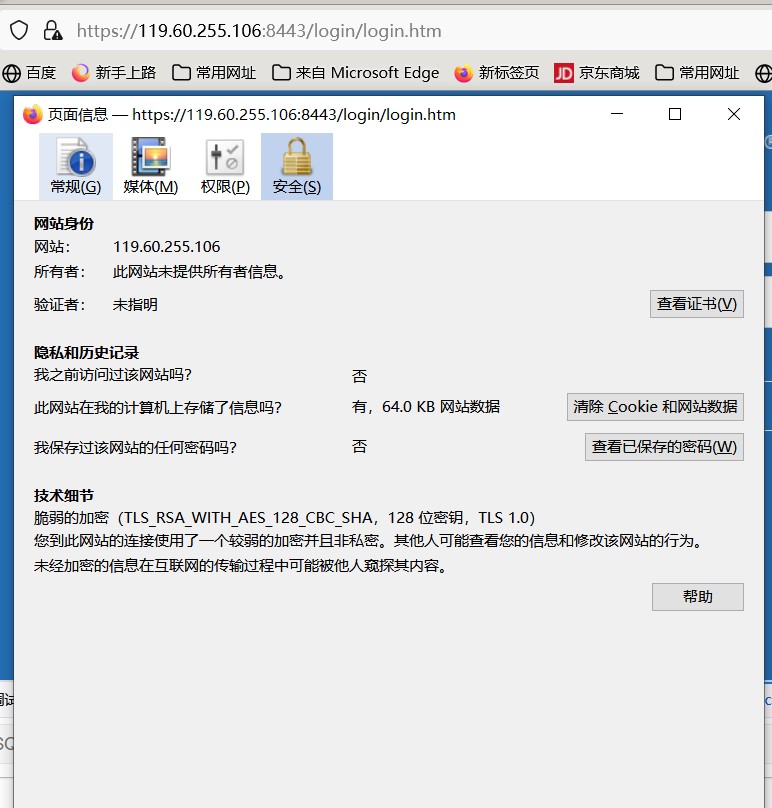 https://119.60.255.106:8443/login/login.htm
百度 新手上路 常用网址 来自 Microsoft Edge 新标签页 JD 京东商城 常用网址
页面信息 — https://119.60.255.106:8443/login/login.htm
常规(G) 媒体(M) 权限(P) 安全(S)
网站身份
网站： 119.60.255.106
所有者： 此网站未提供所有者信息。
验证者： 未指明 查看证书(V)
隐私和历史记录
我之前访问过该网站吗？ 否
此网站在我的计算机上存储了信息吗？ 有，64.0 KB 网站数据 清除 Cookie 和网站数据
我保存过该网站的任何密码吗？ 否 查看已保存的密码(W)
技术细节
脆弱的加密（TLS_RSA_WITH_AES_128_CBC_SHA，128 位密钥，TLS 1.0）
您到此网站的连接使用了一个较弱的加密并且非私密。其他人可能查看您的信息和修改该网站的行为。
未经加密的信息在互联网的传输过程中可能被他人窥探其内容。
帮助